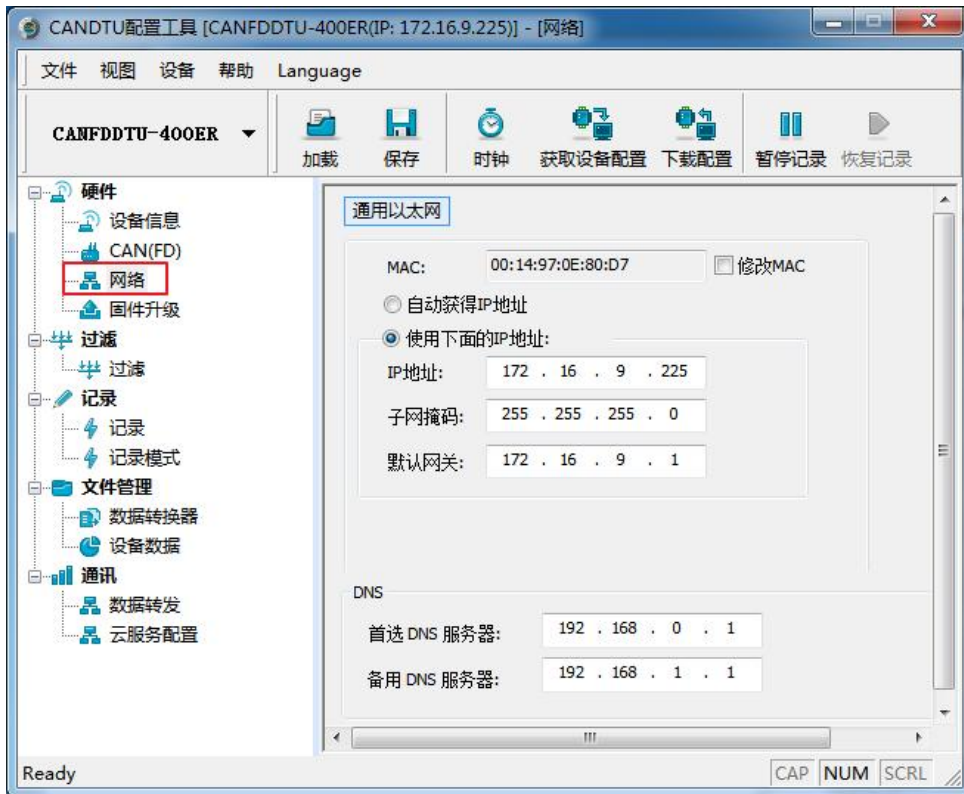 CANDTU配置工具 [CANFDDTU-400ER(IP: 172.16.9.225)] - [网络]
文件 视图 设备 帮助 Language
CANFDDTU-400ER
加载 保存 时钟 获取设备配置 下载配置 暂停记录 恢复记录
硬件
设备信息
CAN(FD)
网络
固件升级
过滤
过滤
记录
记录
记录模式
文件管理
数据转换器
设备数据
通讯
数据转发
云服务配置
通用以太网
MAC: 00:14:97:0E:80:D7 修改MAC
自动获得IP地址
使用下面的IP地址:
IP地址: 172 . 16 . 9 . 225
子网掩码: 255 . 255 . 255 . 0
默认网关: 172 . 16 . 9 . 1
DNS
首选 DNS 服务器: 192 . 168 . 0 . 1
备用 DNS 服务器: 192 . 168 . 1 . 1
Ready CAP NUM SCRL